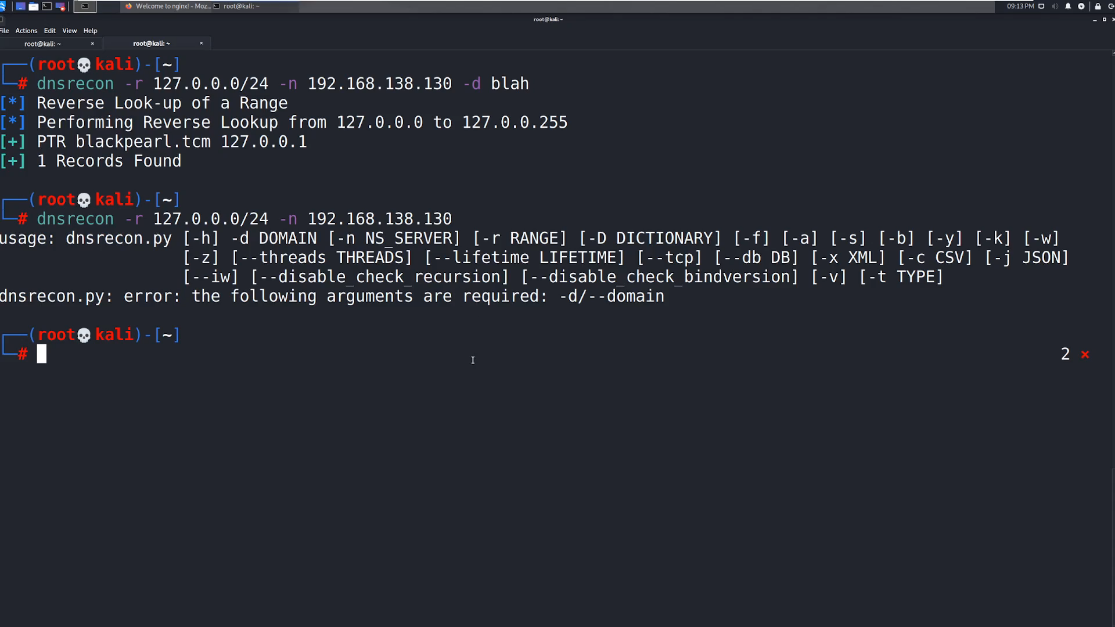 Welcome to nginx! – Moz... root@kali: ~ 09:13 PM
root@kali: ~
File Actions Edit View Help
root@kali: ~ × root@kali: ~ ×
┌──(root💀kali)-[~]
└─# dnsrecon -r 127.0.0.0/24 -n 192.168.138.130 -d blah
[*] Reverse Look-up of a Range
[*] Performing Reverse Lookup from 127.0.0.0 to 127.0.0.255
[+] PTR blackpearl.tcm 127.0.0.1
[+] 1 Records Found
┌──(root💀kali)-[~]
└─# dnsrecon -r 127.0.0.0/24 -n 192.168.138.130
usage: dnsrecon.py [-h] -d DOMAIN [-n NS_SERVER] [-r RANGE] [-D DICTIONARY] [-f] [-a] [-s] [-b] [-y] [-k] [-w]
[-z] [--threads THREADS] [--lifetime LIFETIME] [--tcp] [--db DB] [-x XML] [-c CSV] [-j JSON]
[--iw] [--disable_check_recursion] [--disable_check_bindversion] [-v] [-t TYPE]
dnsrecon.py: error: the following arguments are required: -d/--domain
┌──(root💀kali)-[~]
└─# 2 ×